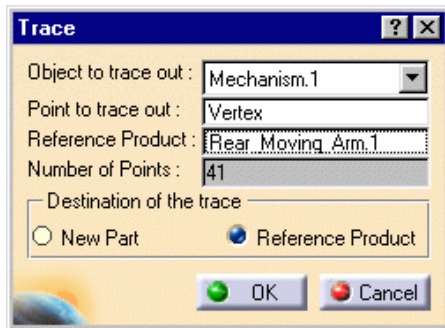 Trace
Object to trace out : Mechanism.1
Point to trace out : Vertex
Reference Product : Rear_Moving_Arm.1
Number of Points : 41
Destination of the trace
New Part Reference Product
OK Cancel